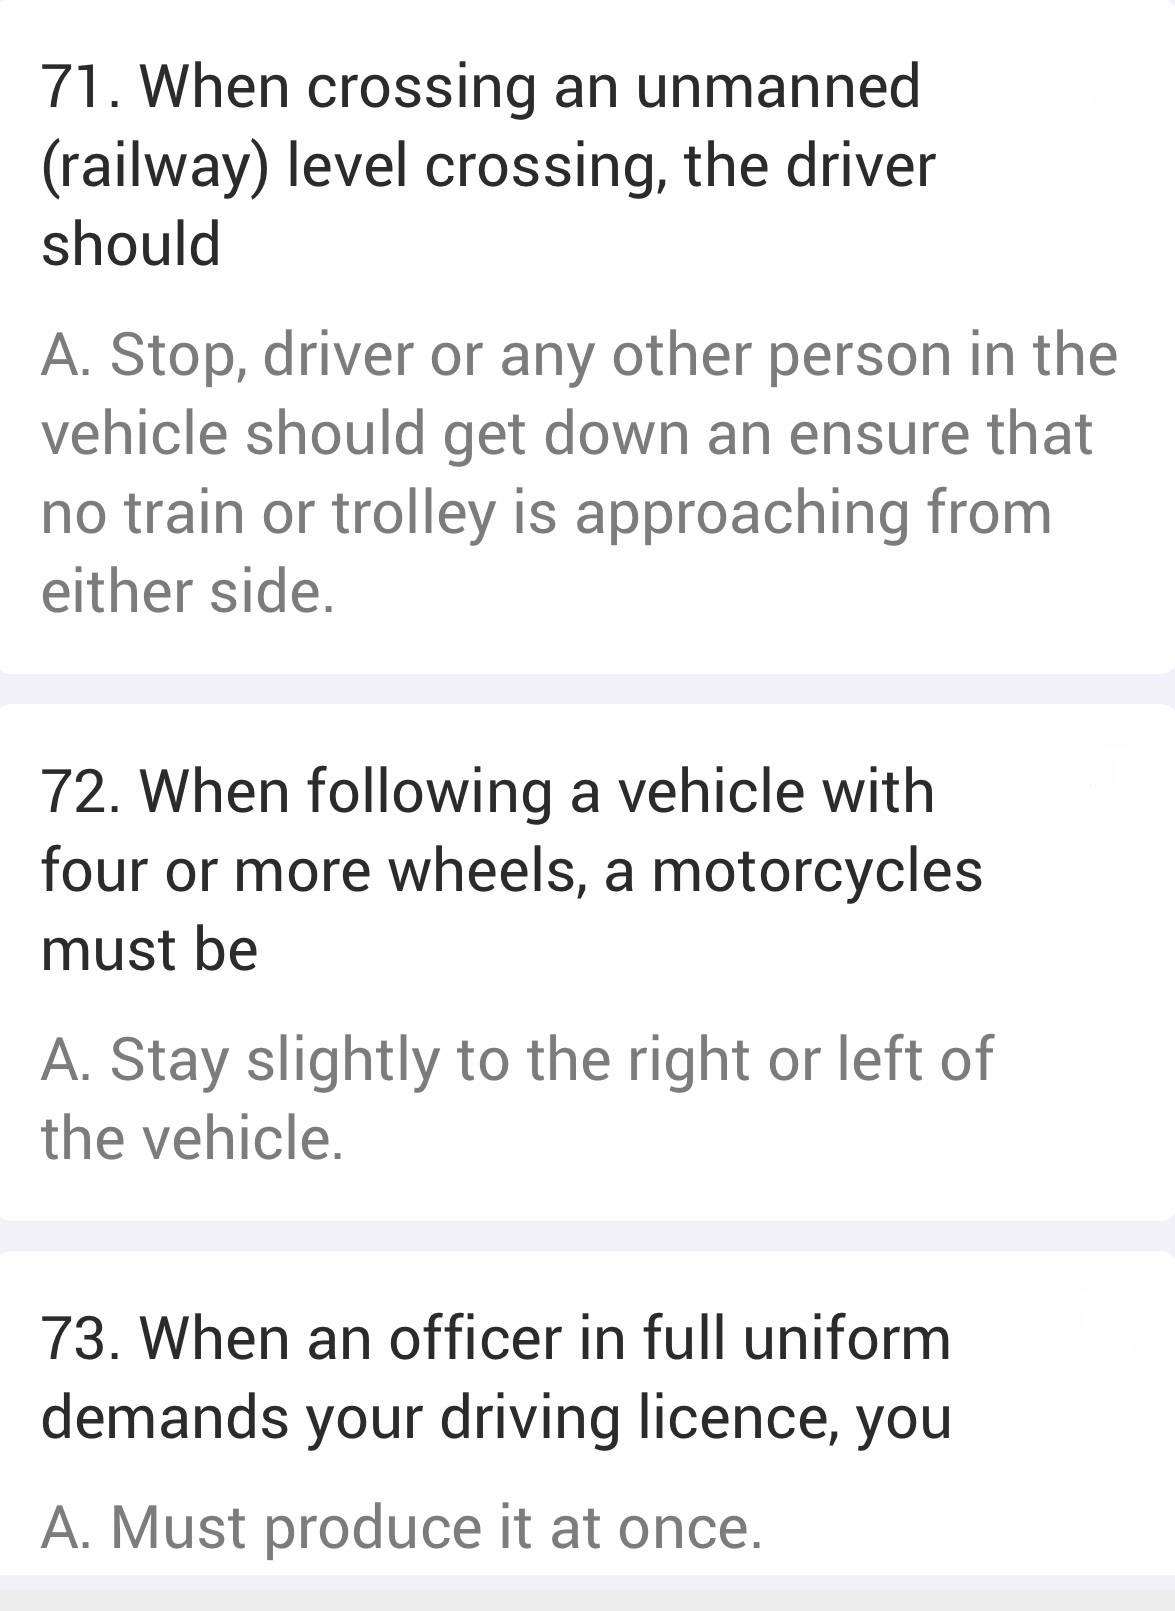 71. When crossing an unmanned
(railway) level crossing, the driver
should
A. Stop, driver or any other person in the
vehicle should get down an ensure that
no train or trolley is approaching from
either side.
72. When following a vehicle with
four or more wheels, a motorcycles
must be
A. Stay slightly to the right or left of
the vehicle.
73. When an officer in full uniform
demands your driving licence, you
A. Must produce it at once.